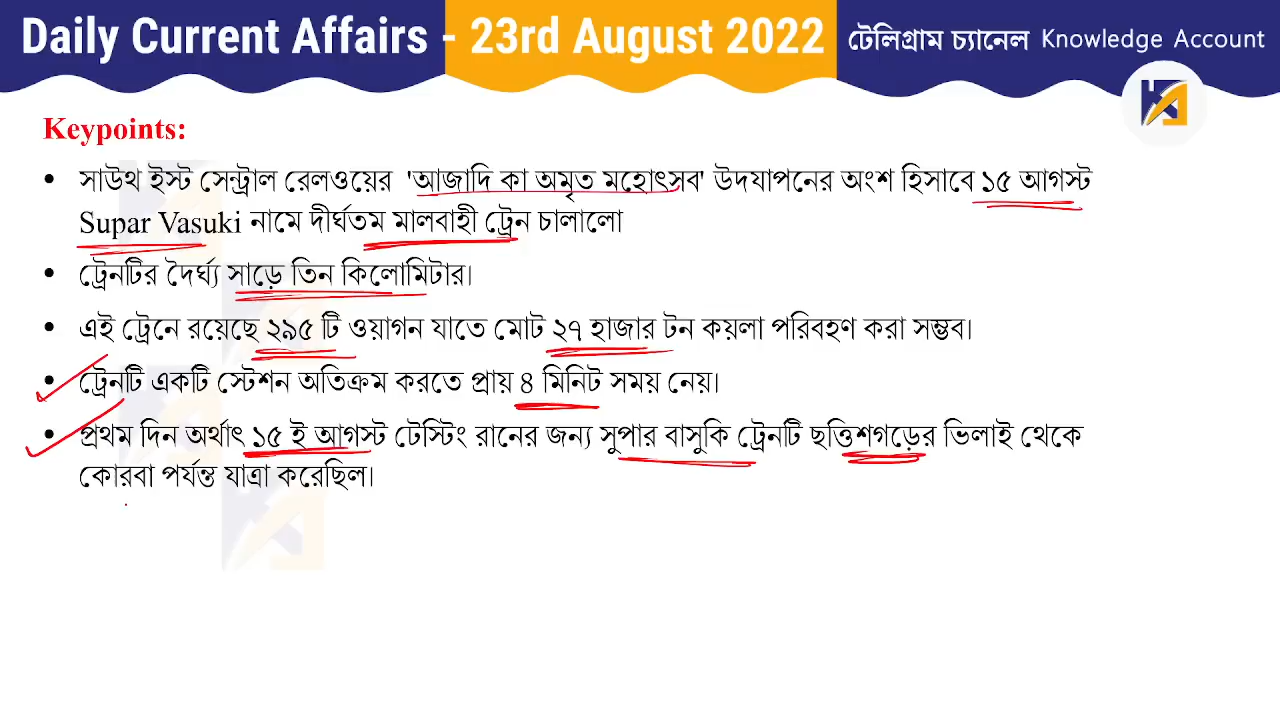 Daily Current Affairs - 23rd August 2022 টেলিগ্রাম চ্যানেল Knowledge Account
Keypoints:
• সাউথ ইস্ট সেন্ট্রাল রেলওয়ের 'আজাদি কা অমৃত মহোৎসব' উদযাপনের অংশ হিসাবে ১৫ আগস্ট
Supar Vasuki নামে দীর্ঘতম মালবাহী ট্রেন চালালো
• ট্রেনটির দৈর্ঘ্য সাড়ে তিন কিলোমিটার।
• এই ট্রেনে রয়েছে ২৯৫ টি ওয়াগন যাতে মোট ২৭ হাজার টন কয়লা পরিবহণ করা সম্ভব।
• ট্রেনটি একটি স্টেশন অতিক্রম করতে প্রায় ৪ মিনিট সময় নেয়।
• প্রথম দিন অর্থাৎ ১৫ ই আগস্ট টেস্টিং রানের জন্য সুপার বাসুকি ট্রেনটি ছত্তিশগড়ের ভিলাই থেকে
কোরবা পর্যন্ত যাত্রা করেছিল।